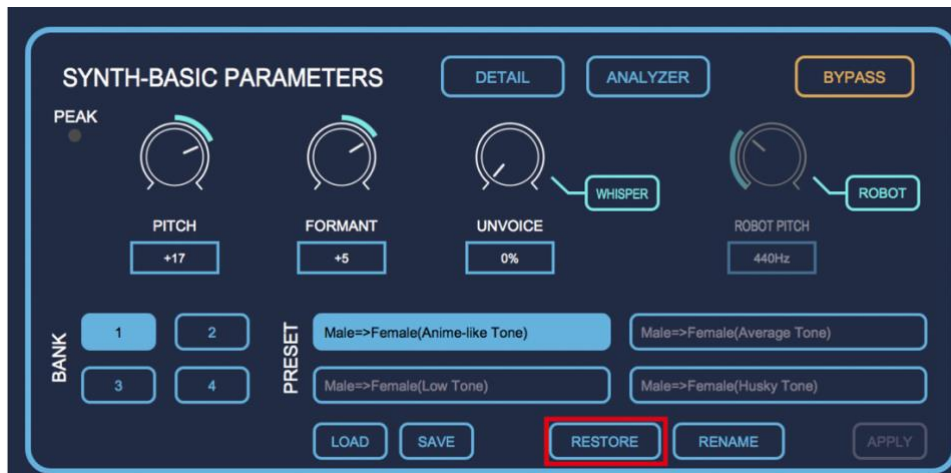 SYNTH-BASIC PARAMETERS
DETAIL
ANALYZER
BYPASS
PEAK
WHISPER
ROBOT
PITCH
FORMANT
UNVOICE
ROBOT PITCH
+17
+5
0%
440Hz
BANK
1
2
3
4
PRESET
Male=>Female(Anime-like Tone)
Male=>Female(Average Tone)
Male=>Female(Low Tone)
Male=>Female(Husky Tone)
LOAD
SAVE
RESTORE
RENAME
APPLY